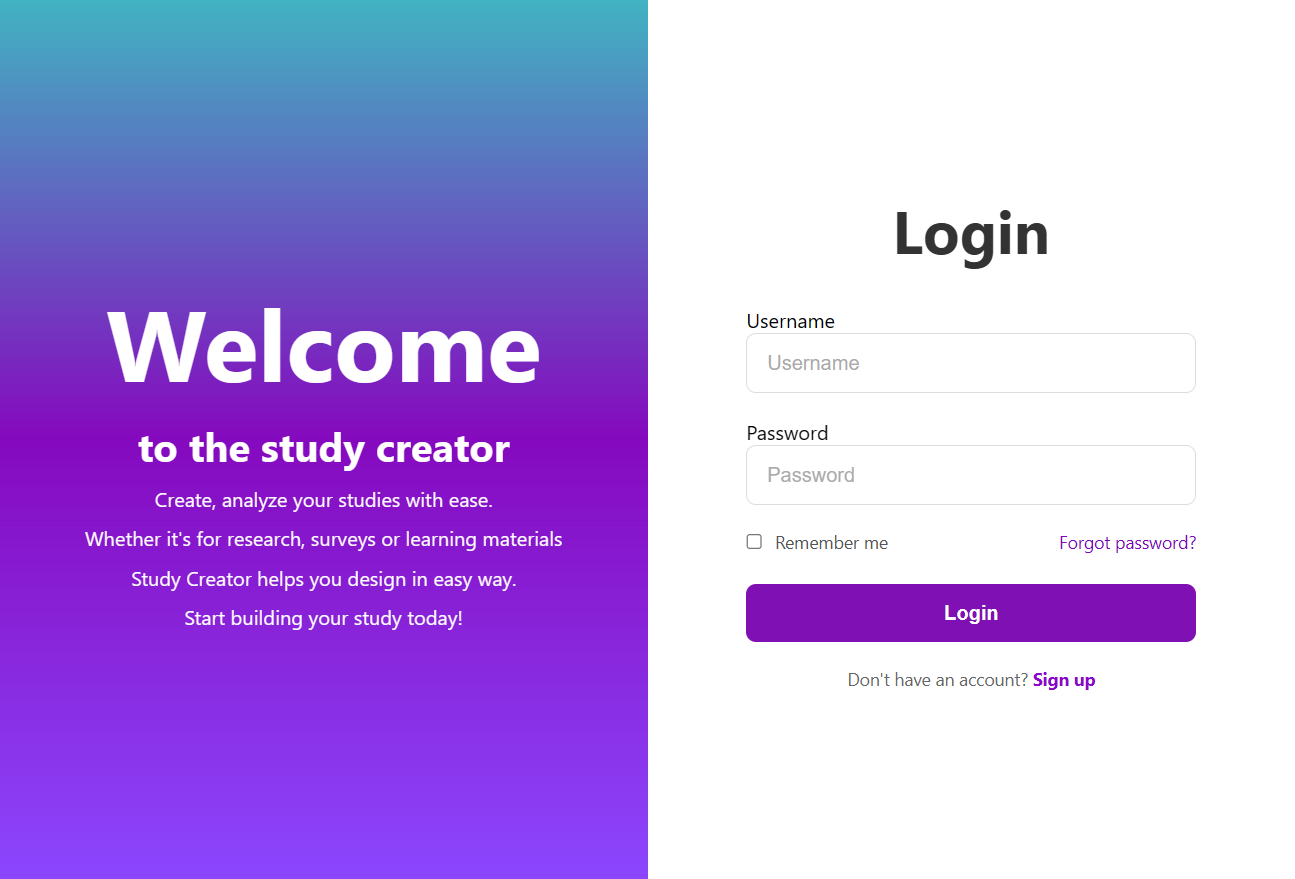 Welcome
to the study creator
Create, analyze your studies with ease.
Whether it's for research, surveys or learning materials
Study Creator helps you design in easy way.
Start building your study today!
Login
Username
Username
Password
Password
Remember me
Forgot password?
Login
Don't have an account? Sign up